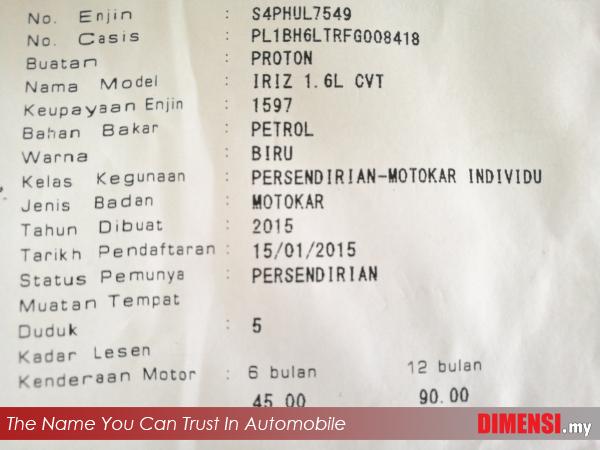 No. Enjin : S4PHUL7549
No. Casis : PL1BH6LTRFG008418
Buatan : PROTON
Nama Model : IRIZ 1.6L CVT
Keupayaan Enjin : 1597
Bahan Bakar : PETROL
Warna : BIRU
Kelas Kegunaan : PERSENDIRIAN-MOTOKAR INDIVIDU
Jenis Badan : MOTOKAR
Tahun Dibuat : 2015
Tarikh Pendaftaran : 15/01/2015
Status Pemunya : PERSENDIRIAN
Muatan Tempat
Duduk : 5
Kadar Lesen
Kenderaan Motor : 6 bulan 12 bulan
45.00 90.00
The Name You Can Trust In Automobile DIMENSI.my